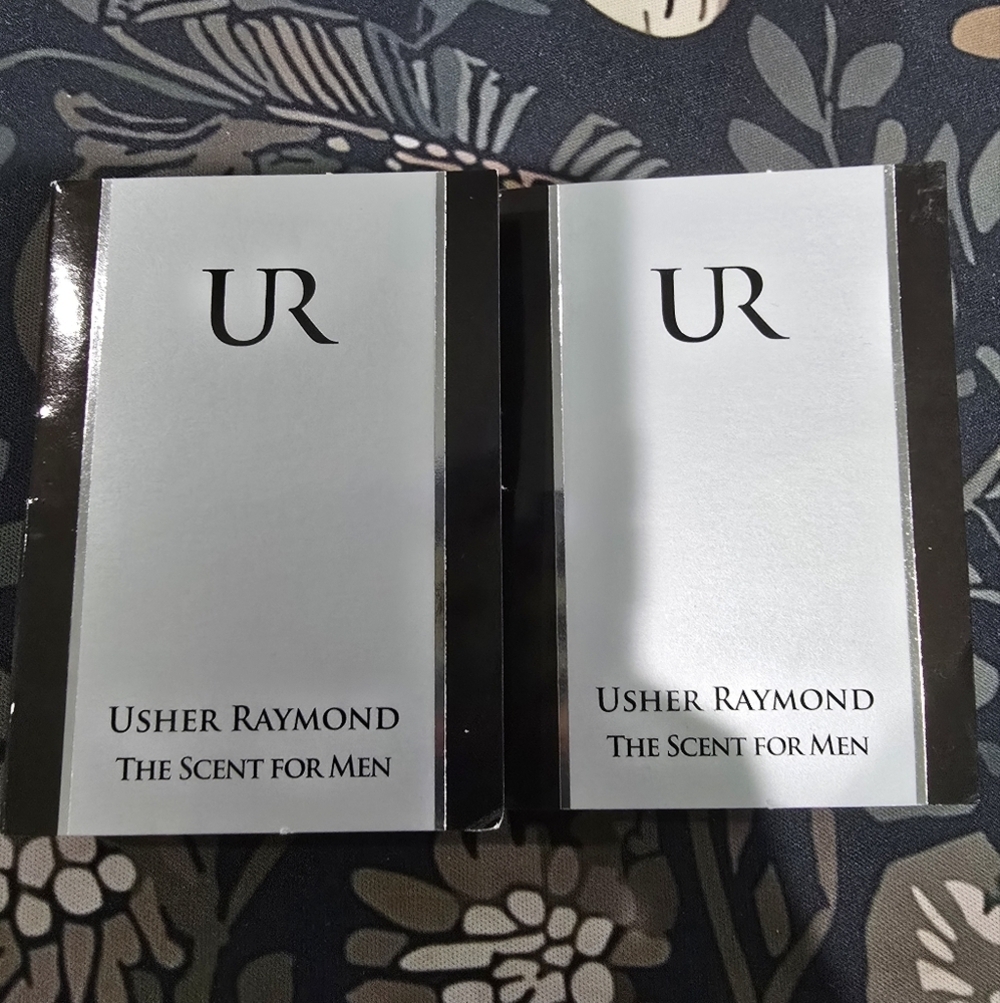 UR
USHER RAYMOND
THE SCENT FOR MEN
UR
USHER RAYMOND
THE SCENT FOR MEN